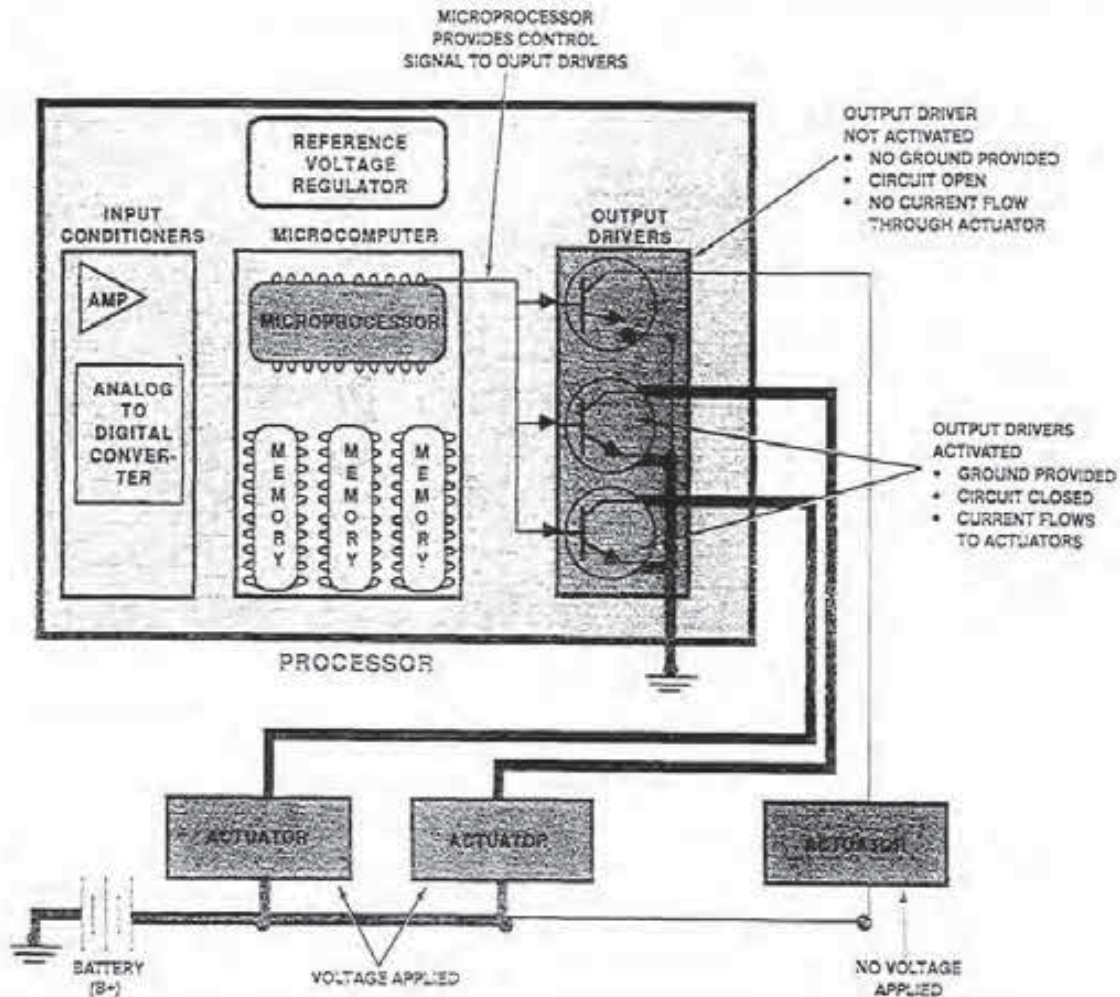 MICROPROCESSOR
PROVIDES CONTROL
SIGNAL TO OUPUT DRIVERS
OUTPUT DRIVER
NOT ACTIVATED
• NO GROUND PROVIDED
• CIRCUIT OPEN
• NO CURRENT FLOW
THROUGH ACTUATOR
REFERENCE
VOLTAGE
REGULATOR
INPUT
CONDITIONERS
MICROCOMPUTER
OUTPUT
DRIVERS
AMP
MICROPROCESSOR
ANALOG
TO
DIGITAL
CONVER-
TER
MEMORY
MEMORY
MEMORY
OUTPUT DRIVERS
ACTIVATED
• GROUND PROVIDED
• CIRCUIT CLOSED
• CURRENT FLOWS
TO ACTUATORS
PROCESSOR
ACTUATOR
ACTUATOR
ACTUATOR
BATTERY
(B+)
VOLTAGE APPLIED
NO VOLTAGE
APPLIED